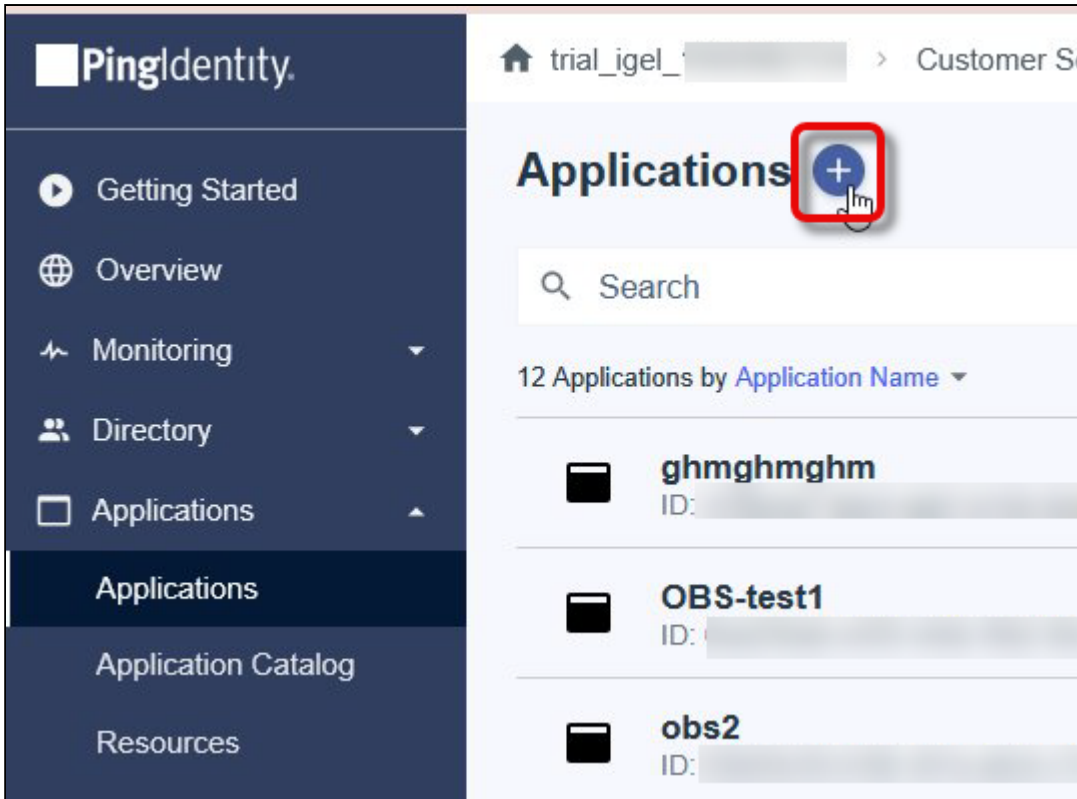 PingIdentity.
trial_igel_ > Customer
Getting Started
Overview
Monitoring
Directory
Applications
Applications
Application Catalog
Resources
Applications
Search
12 Applications by Application Name
ghmghmghm
ID:
OBS-test1
ID:
obs2
ID: